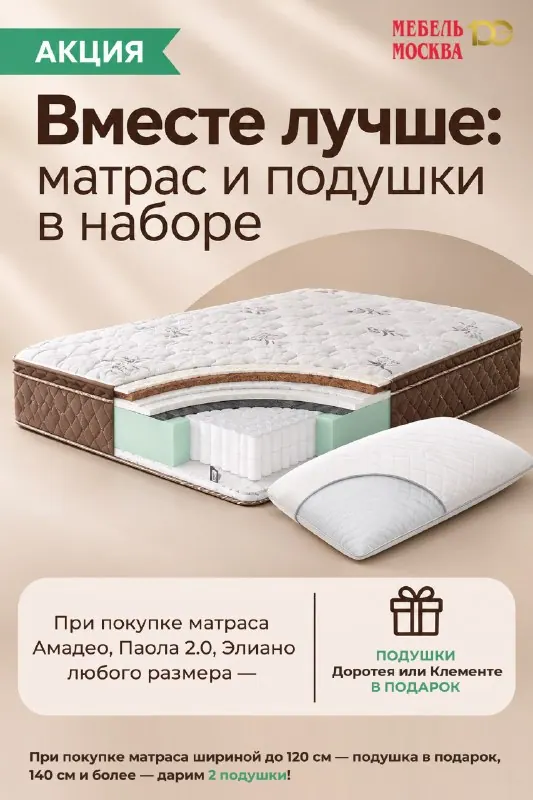 АКЦИЯ
МЕБЕЛЬ
МОСКВА
100
Вместе лучше:
матрас и подушки
в наборе
При покупке матраса
Амадео, Паола 2.0, Элиано
любого размера —
ПОДУШКИ
Доротея или Клементе
В ПОДАРОК
При покупке матраса шириной до 120 см — подушка в подарок,
140 см и более — дарим 2 подушки!